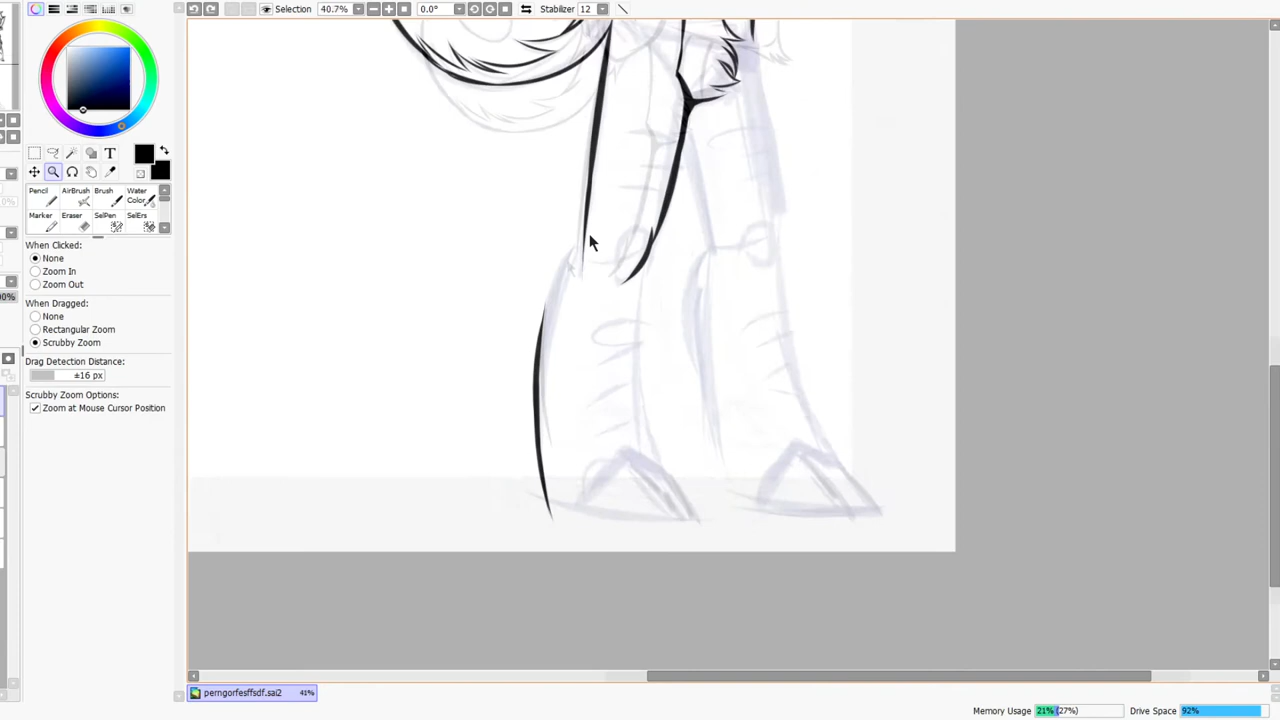 Selection 40.7% 0.0° Stabilizer 12
T
Pencil AirBrush Brush Water Color
Marker Eraser SelPen SelErs
When Clicked:
None
Zoom In
Zoom Out
When Dragged:
None
Rectangular Zoom
Scrubby Zoom
Drag Detection Distance:
±16 px
Scrubby Zoom Options:
Zoom at Mouse Cursor Position
perngorfesffsdf.sai2 41%
Memory Usage 21% (27%) Drive Space 92%